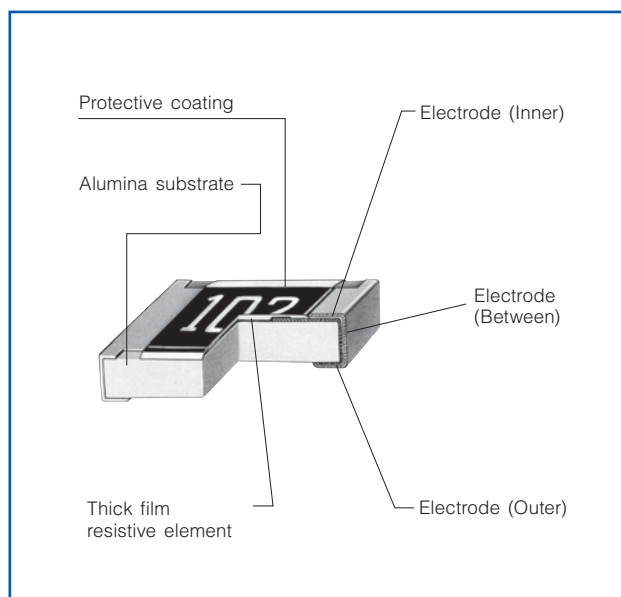 Protective coating
Electrode (Inner)
Alumina substrate
102
Electrode
(Between)
Thick film
resistive element
Electrode (Outer)